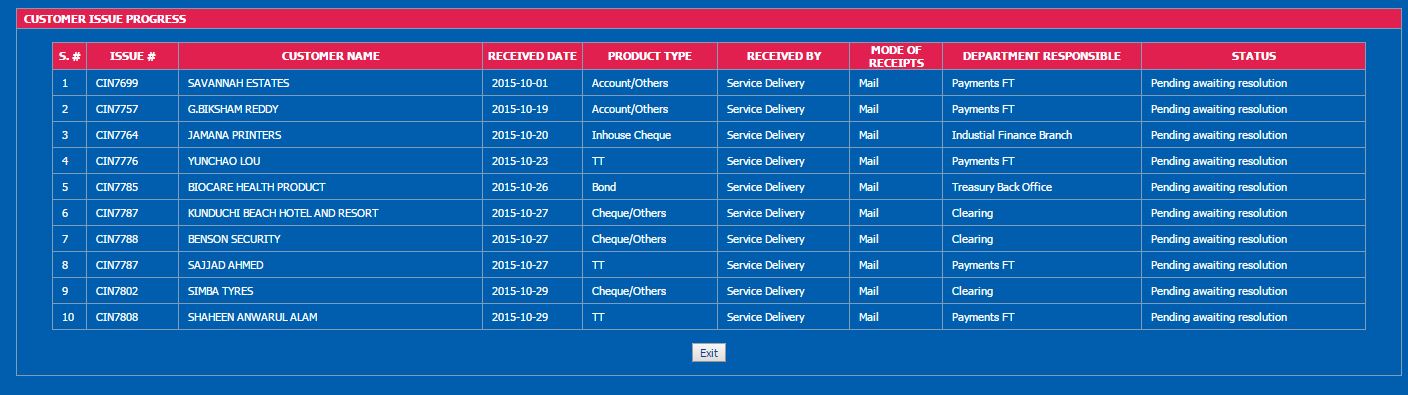 CUSTOMER ISSUE PROGRESS
S. # ISSUE # CUSTOMER NAME RECEIVED DATE PRODUCT TYPE RECEIVED BY MODE OF RECEIPTS DEPARTMENT RESPONSIBLE STATUS
1 CIN7699 SAVANNAH ESTATES 2015-10-01 Account/Others Service Delivery Mail Payments FT Pending awaiting resolution
2 CIN7757 G.BIKSHAM REDDY 2015-10-19 Account/Others Service Delivery Mail Payments FT Pending awaiting resolution
3 CIN7764 JAMANA PRINTERS 2015-10-20 Inhouse Cheque Service Delivery Mail Industial Finance Branch Pending awaiting resolution
4 CIN7776 YUNCHAO LOU 2015-10-23 TT Service Delivery Mail Payments FT Pending awaiting resolution
5 CIN7785 BIOCARE HEALTH PRODUCT 2015-10-26 Bond Service Delivery Mail Treasury Back Office Pending awaiting resolution
6 CIN7787 KUNDUCHI BEACH HOTEL AND RESORT 2015-10-27 Cheque/Others Service Delivery Mail Clearing Pending awaiting resolution
7 CIN7788 BENSON SECURITY 2015-10-27 Cheque/Others Service Delivery Mail Clearing Pending awaiting resolution
8 CIN7787 SAJJAD AHMED 2015-10-27 TT Service Delivery Mail Payments FT Pending awaiting resolution
9 CIN7802 SIMBA TYRES 2015-10-29 Cheque/Others Service Delivery Mail Clearing Pending awaiting resolution
10 CIN7808 SHAHEEN ANWARUL ALAM 2015-10-29 TT Service Delivery Mail Payments FT Pending awaiting resolution
Exit